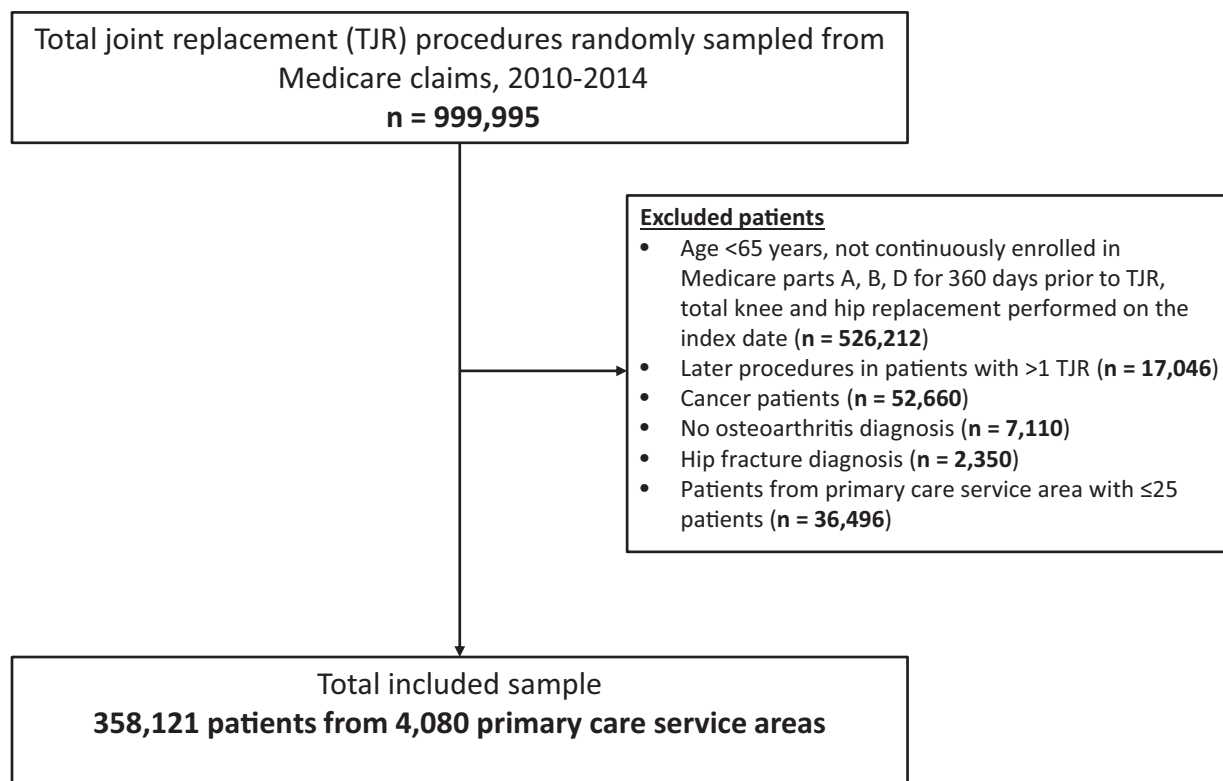 Total joint replacement (TJR) procedures randomly sampled from
Medicare claims, 2010-2014
n = 999,995
Excluded patients
• Age <65 years, not continuously enrolled in
Medicare parts A, B, D for 360 days prior to TJR,
total knee and hip replacement performed on the
index date (n = 526,212)
• Later procedures in patients with >1 TJR (n = 17,046)
• Cancer patients (n = 52,660)
• No osteoarthritis diagnosis (n = 7,110)
• Hip fracture diagnosis (n = 2,350)
• Patients from primary care service area with ≤25
patients (n = 36,496)
Total included sample
358,121 patients from 4,080 primary care service areas